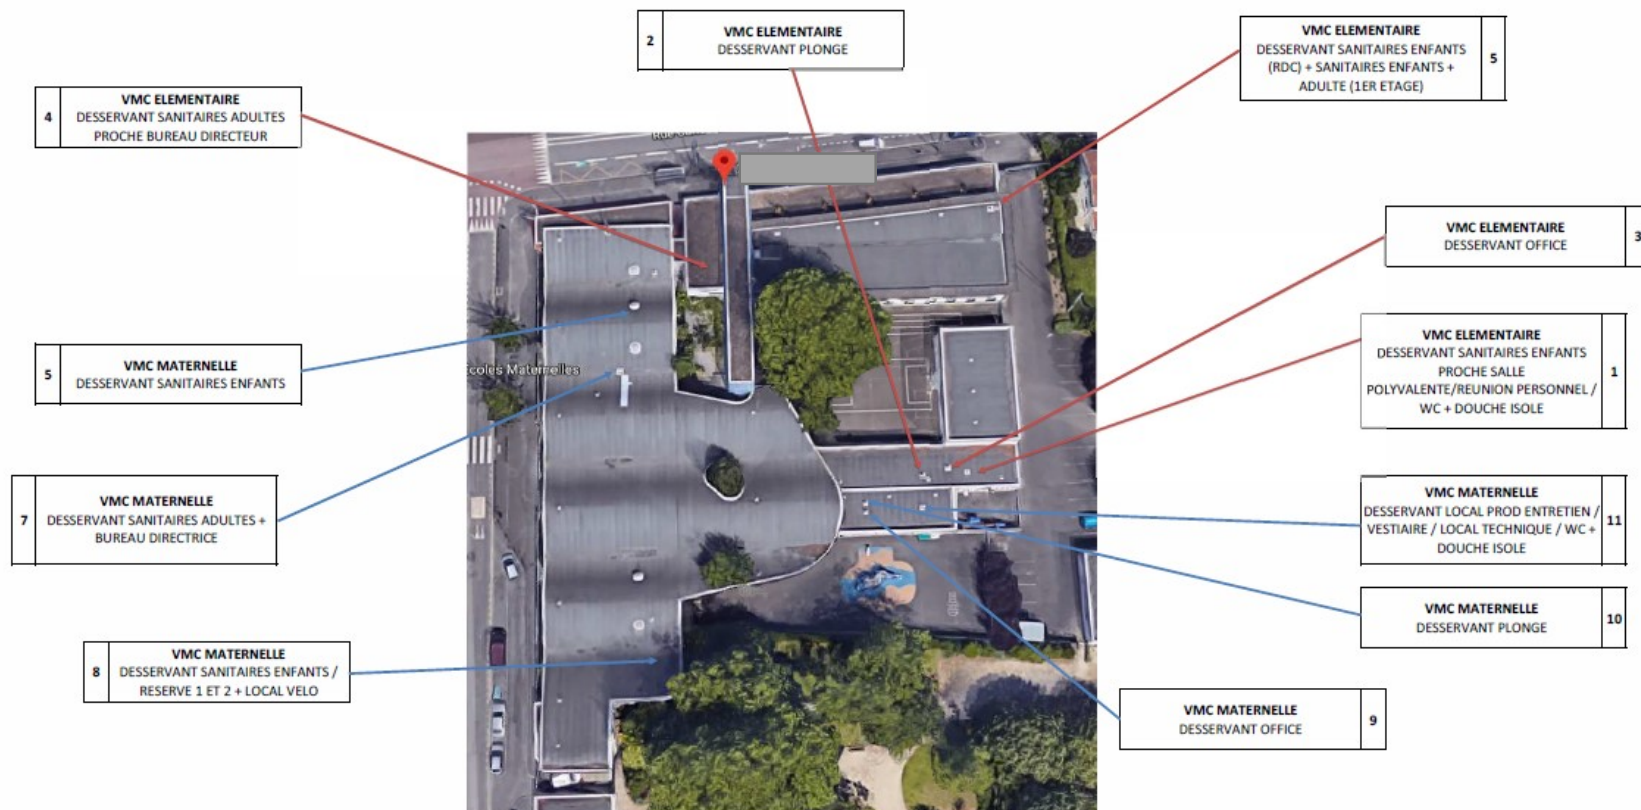 2
VMC ELEMENTAIRE
DESSERVANT PLONGE
VMC ELEMENTAIRE
DESSERVANT SANITAIRES ENFANTS
(RDC) + SANITAIRES ENFANTS +
ADULTE (1ER ETAGE)
5
4
VMC ELEMENTAIRE
DESSERVANT SANITAIRES ADULTES
PROCHE BUREAU DIRECTEUR
VMC ELEMENTAIRE
DESSERVANT OFFICE
3
5
VMC MATERNELLE
DESSERVANT SANITAIRES ENFANTS
Ecoles Maternelles
VMC ELEMENTAIRE
DESSERVANT SANITAIRES ENFANTS
PROCHE SALLE
POLYVALENTE/REUNION PERSONNEL /
WC + DOUCHE ISOLE
1
7
VMC MATERNELLE
DESSERVANT SANITAIRES ADULTES +
BUREAU DIRECTRICE
VMC MATERNELLE
DESSERVANT LOCAL PROD ENTRETIEN /
VESTIAIRE / LOCAL TECHNIQUE / WC +
DOUCHE ISOLE
11
VMC MATERNELLE
DESSERVANT PLONGE
10
8
VMC MATERNELLE
DESSERVANT SANITAIRES ENFANTS /
RESERVE 1 ET 2 + LOCAL VELO
VMC MATERNELLE
DESSERVANT OFFICE
9